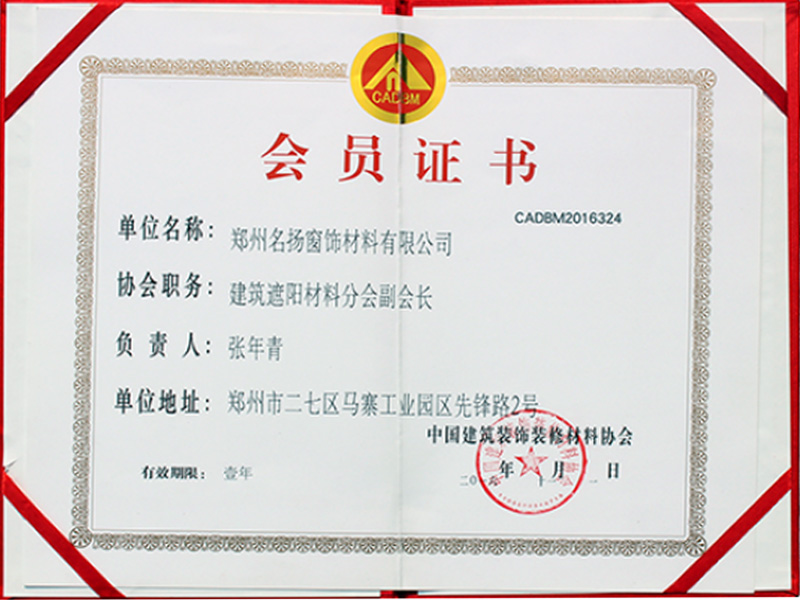 CADBM
会员证书
CADBM2016324
单位名称：郑州名扬窗饰材料有限公司
协会职务：建筑遮阳材料分会副会长
负责人：张年青
单位地址：郑州市二七区马寨工业园区先锋路2号
中国建筑装饰装修材料协会
有效期限：壹年
年 月 日